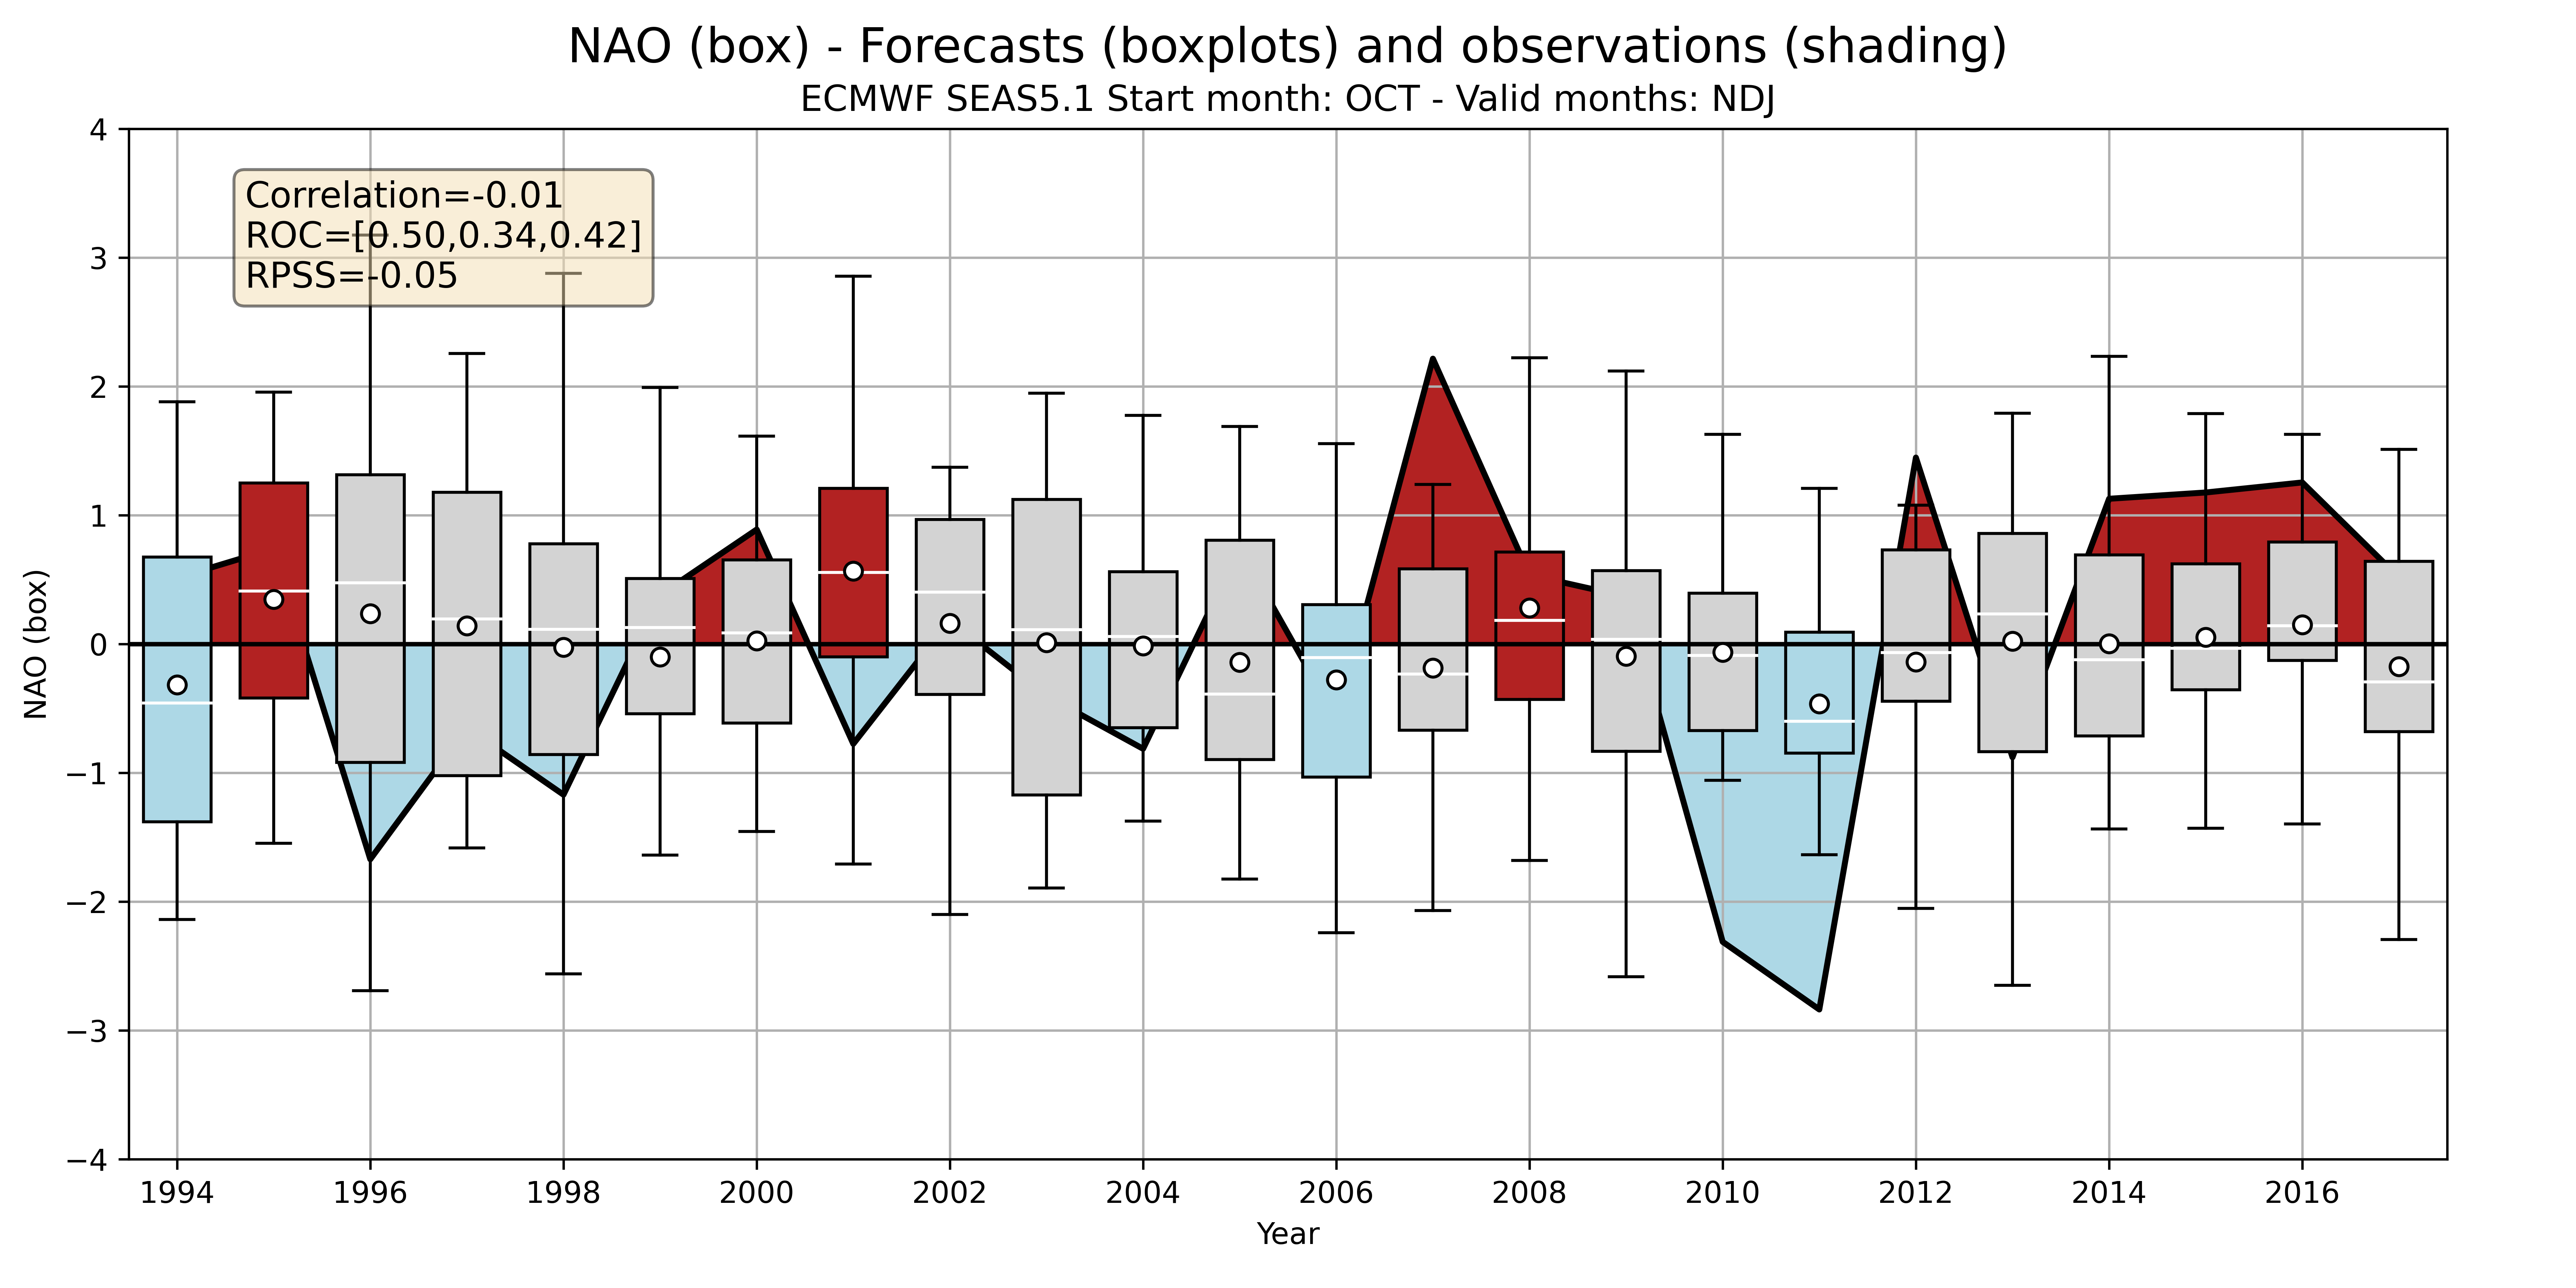 NAO (box) - Forecasts (boxplots) and observations (shading)
ECMWF SEAS5.1 Start month: OCT - Valid months: NDJ
Correlation=-0.01
ROC=[0.50,0.34,0.42]
RPSS=-0.05
NAO (box)
4
3
2
1
0
−1
−2
−3
−4
1994 1996 1998 2000 2002 2004 2006 2008 2010 2012 2014 2016
Year